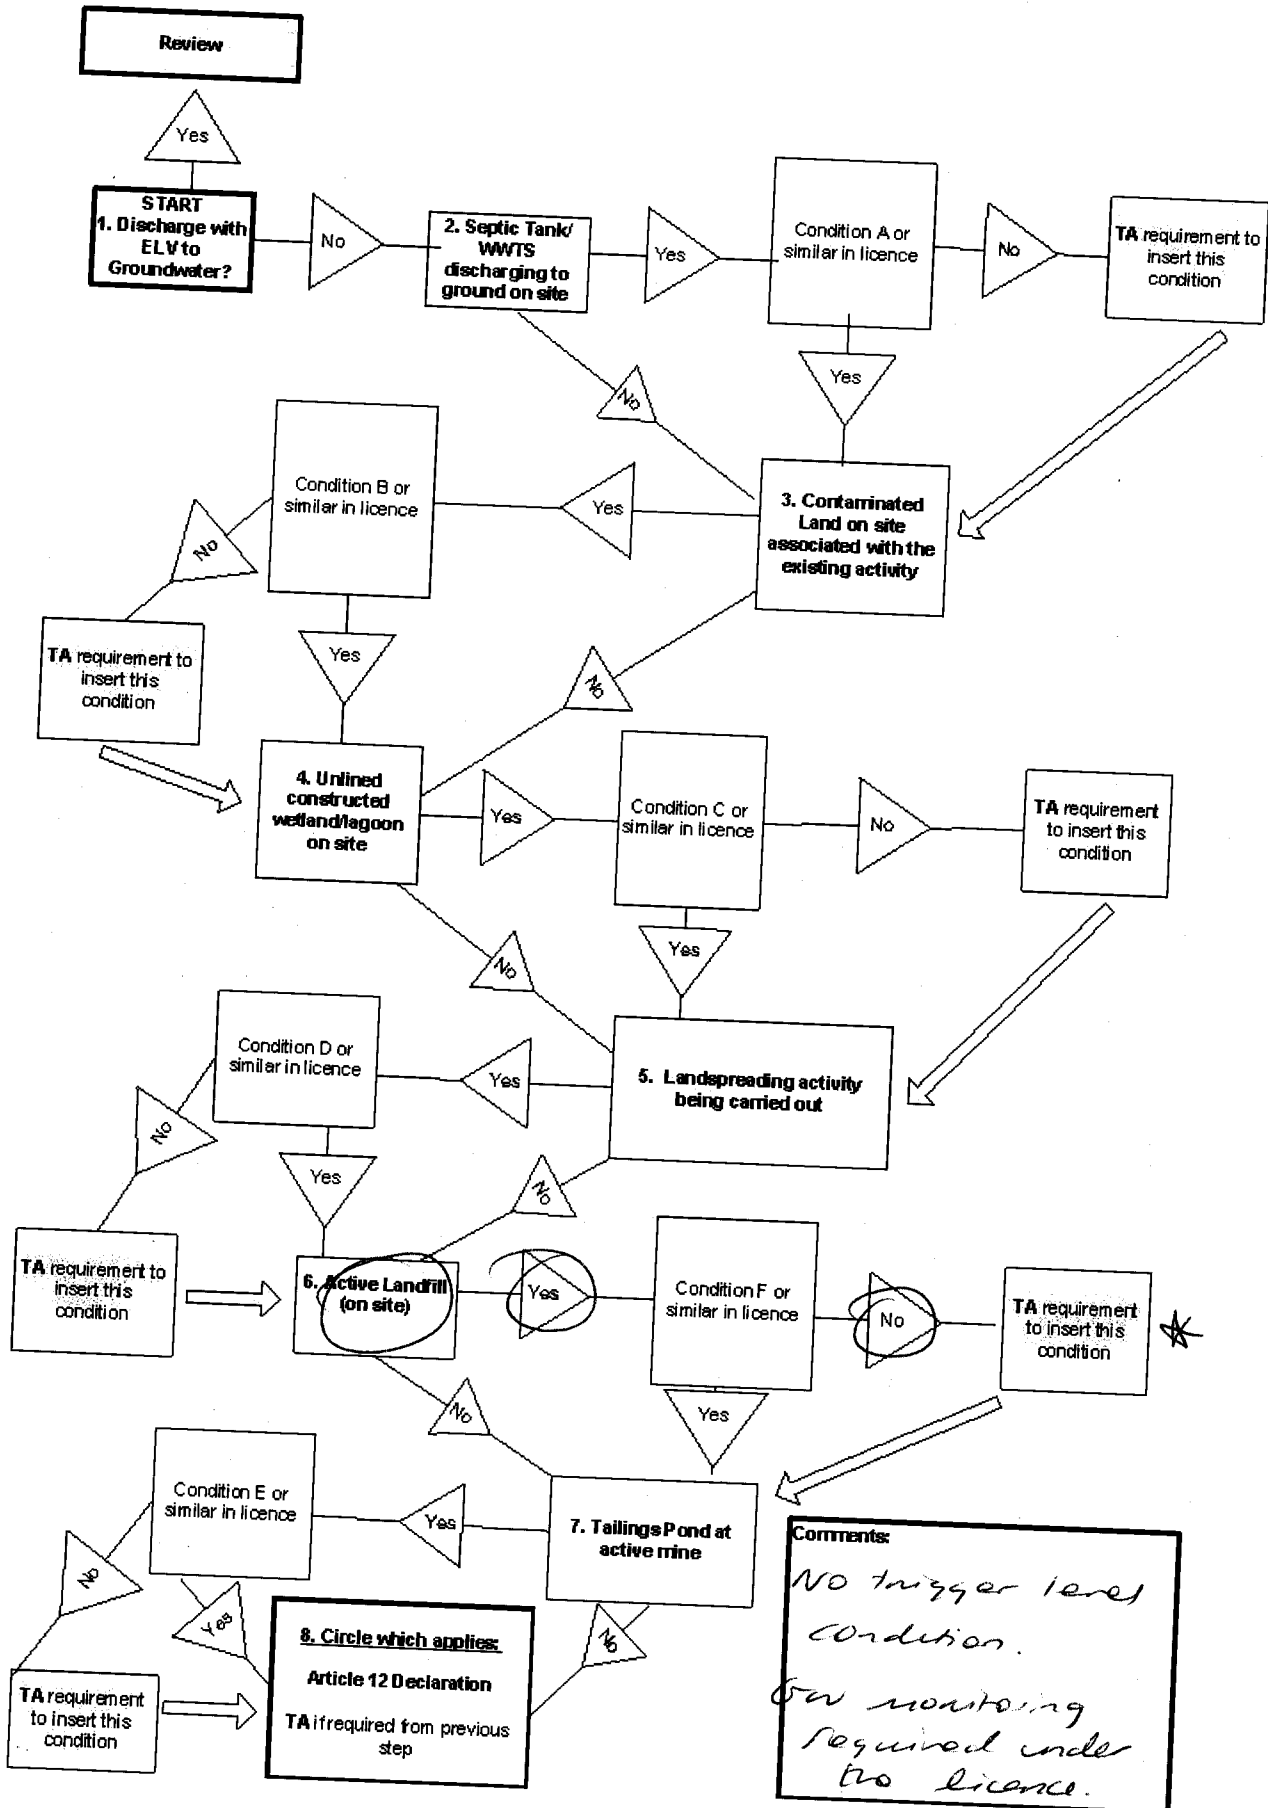 Review
Yes
START
1. Discharge with
ELV to
Groundwater?
No
2. Septic Tank/
WWTS
discharging to
ground on site
Yes
Condition A or
similar in licence
No
TA requirement to
insert this
condition
Yes
No
3. Contaminated
Land on site
associated with the
existing activity
Yes
Condition B or
similar in licence
No
TA requirement to
insert this
condition
Yes
No
4. Unlined
constructed
wetland/lagoon
on site
Yes
Condition C or
similar in licence
No
TA requirement
to insert this
condition
Yes
No
5. Landspreading activity
being carried out
Yes
Condition D or
similar in licence
No
TA requirement to
insert this
condition
Yes
No
6. Active Landfill
(on site)
Yes
Condition F or
similar in licence
No
TA requirement
to insert this
condition
Yes
No
7. Tailings Pond at
active mine
Yes
Condition E or
similar in licence
No
TA requirement
to insert this
condition
Yes
No
8. Circle which applies:
Article 12 Declaration
TA if required from previous
step
Comments:
No trigger level
condition.
GW monitoring
required under
the licence.